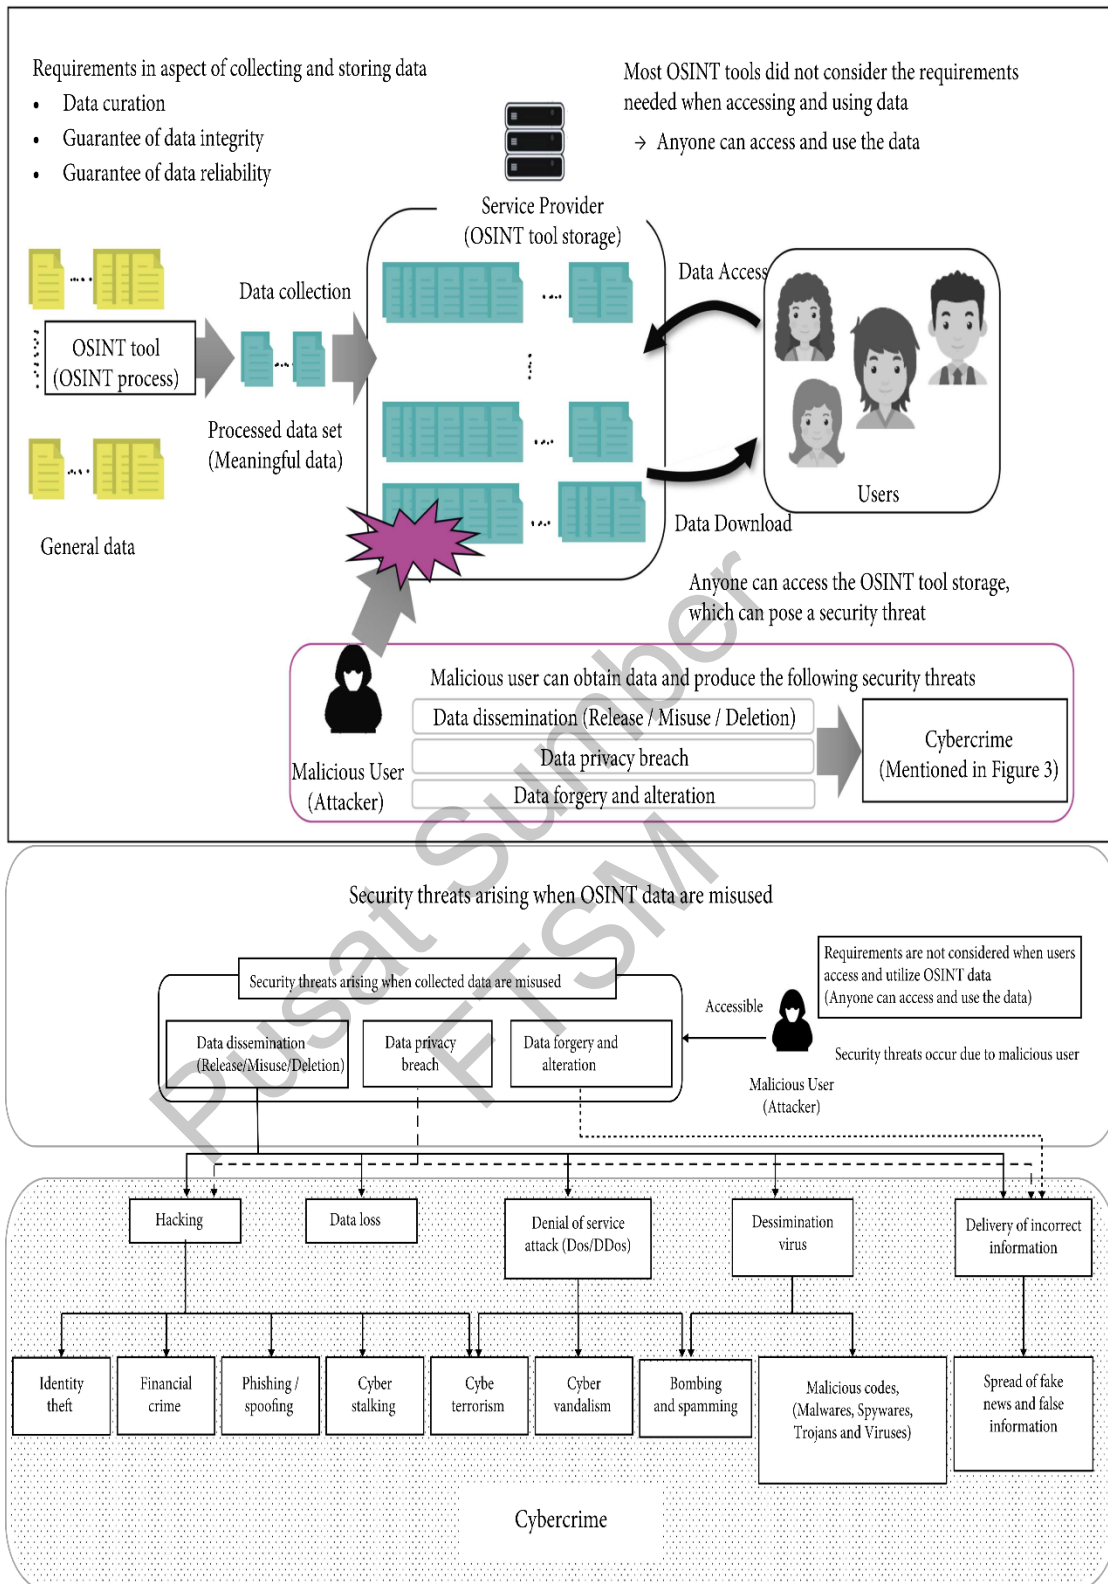 Requirements in aspect of collecting and storing data
• Data curation
• Guarantee of data integrity
• Guarantee of data reliability
Most OSINT tools did not consider the requirements
needed when accessing and using data
→ Anyone can access and use the data
Service Provider
(OSINT tool storage)
Data collection
OSINT tool
(OSINT process)
Processed data set
(Meaningful data)
General data
Data Access
Users
Data Download
Anyone can access the OSINT tool storage,
which can pose a security threat
Malicious user can obtain data and produce the following security threats
Data dissemination (Release / Misuse / Deletion)
Data privacy breach
Data forgery and alteration
Malicious User
(Attacker)
Cybercrime
(Mentioned in Figure 3)
Pusat Sumber
FTSM
Security threats arising when OSINT data are misused
Security threats arising when collected data are misused
Data dissemination
(Release/Misuse/Deletion)
Data privacy
breach
Data forgery and
alteration
Accessible
Requirements are not considered when users
access and utilize OSINT data
(Anyone can access and use the data)
Security threats occur due to malicious user
Malicious User
(Attacker)
Hacking
Data loss
Denial of service
attack (Dos/DDos)
Dessimination
virus
Delivery of incorrect
information
Identity
theft
Financial
crime
Phishing /
spoofing
Cyber
stalking
Cybe
terrorism
Cyber
vandalism
Bombing
and spamming
Malicious codes,
(Malwares, Spywares,
Trojans and Viruses)
Spread of fake
news and false
information
Cybercrime